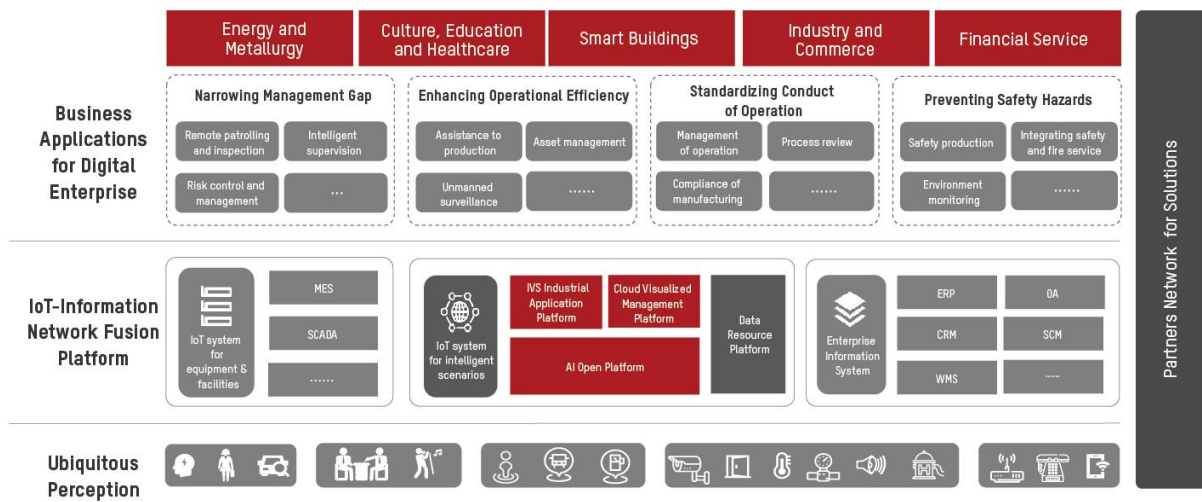 Energy and
Metallurgy
Culture, Education
and Healthcare
Smart Buildings
Industry and
Commerce
Financial Service
Business
Applications
for Digital
Enterprise
Narrowing Management Gap
Remote patrolling
and inspection
Intelligent
supervision
Risk control and
management
...
Enhancing Operational Efficiency
Assistance to
production
Asset management
Unmanned
surveillance
......
Standardizing Conduct
of Operation
Management
of operation
Process review
Compliance of
manufacturing
......
Preventing Safety Hazards
Safety production
Integrating safety
and fire service
Environment
monitoring
......
IoT-Information
Network Fusion
Platform
IoT system
for
equipment &
facilities
MES
SCADA
......
IoT system
for intelligent
scenarios
IVS Industrial
Application
Platform
Cloud Visualized
Management
Platform
AI Open Platform
Data
Resource
Platform
Enterprise
Information
System
ERP
OA
CRM
SCM
WMS
......
Ubiquitous
Perception
Partners Network for Solutions